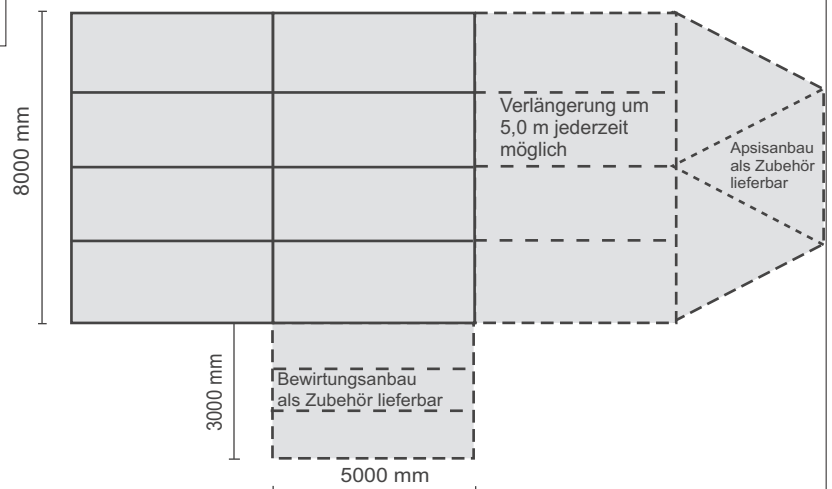 8000 mm
Verlängerung um
5,0 m jederzeit
möglich
Apsisanbau
als Zubehör
lieferbar
3000 mm
Bewirtungsanbau
als Zubehör lieferbar
5000 mm